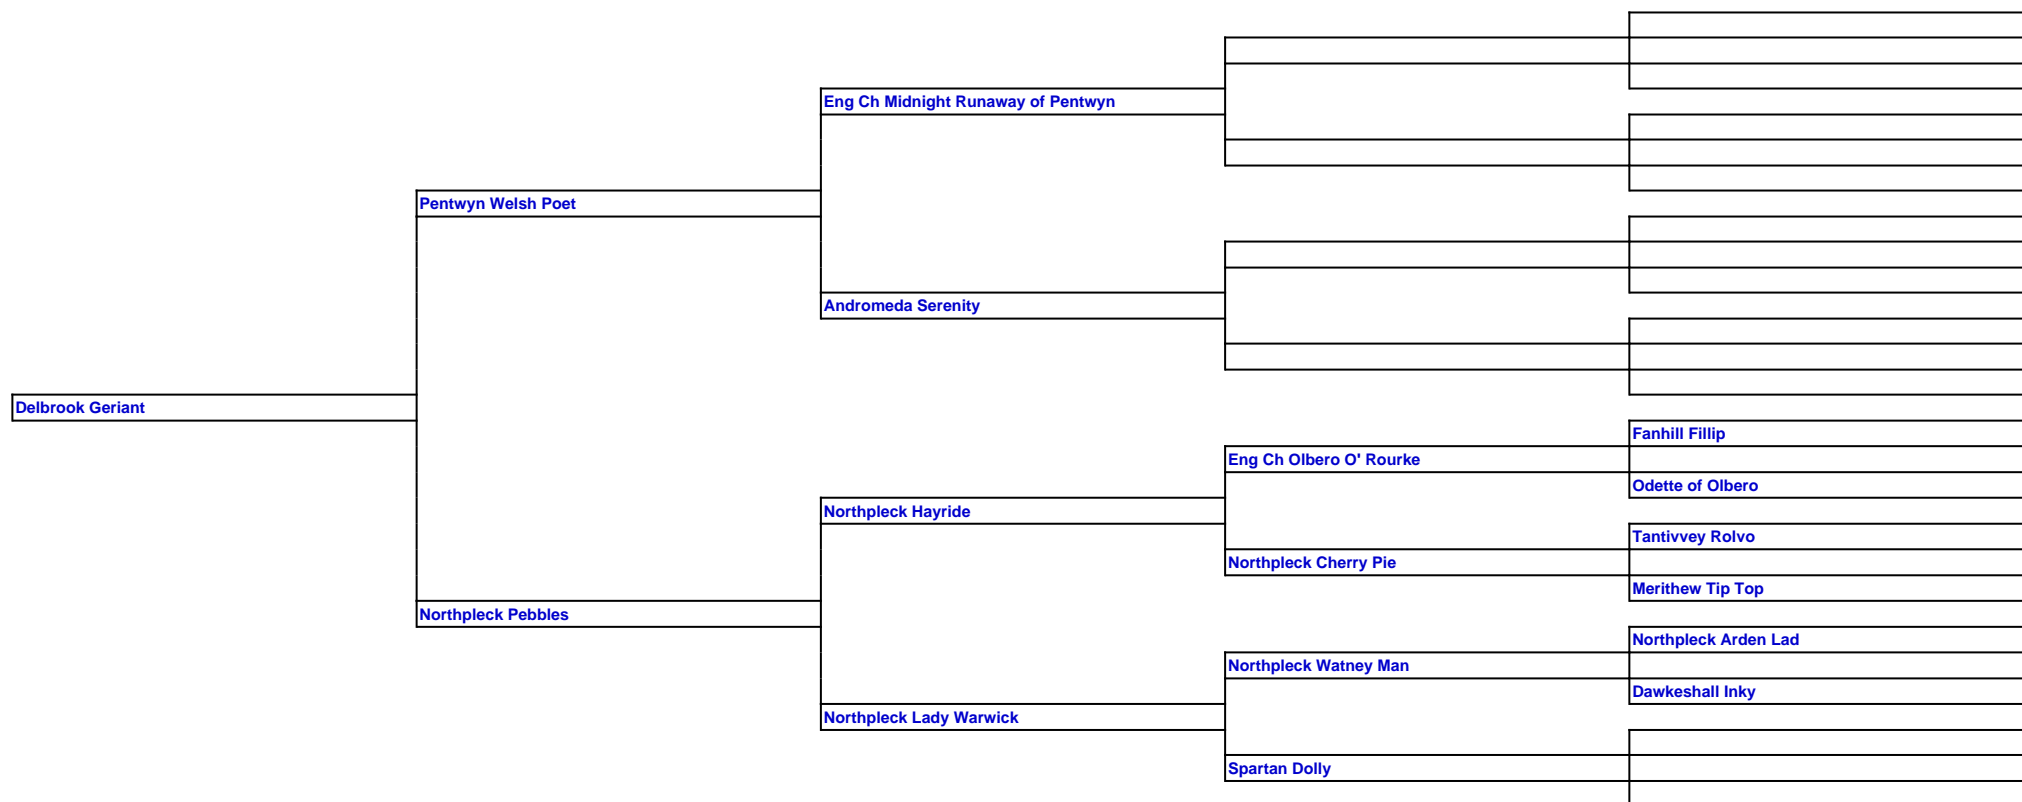 Eng Ch Midnight Runaway of Pentwyn
Pentwyn Welsh Poet
Andromeda Serenity
Delbrook Geriant
Fanhill Fillip
Eng Ch Olbero O' Rourke
Odette of Olbero
Northpleck Hayride
Tantivvey Rolvo
Northpleck Cherry Pie
Merithew Tip Top
Northpleck Pebbles
Northpleck Arden Lad
Northpleck Watney Man
Dawkeshall Inky
Northpleck Lady Warwick
Spartan Dolly